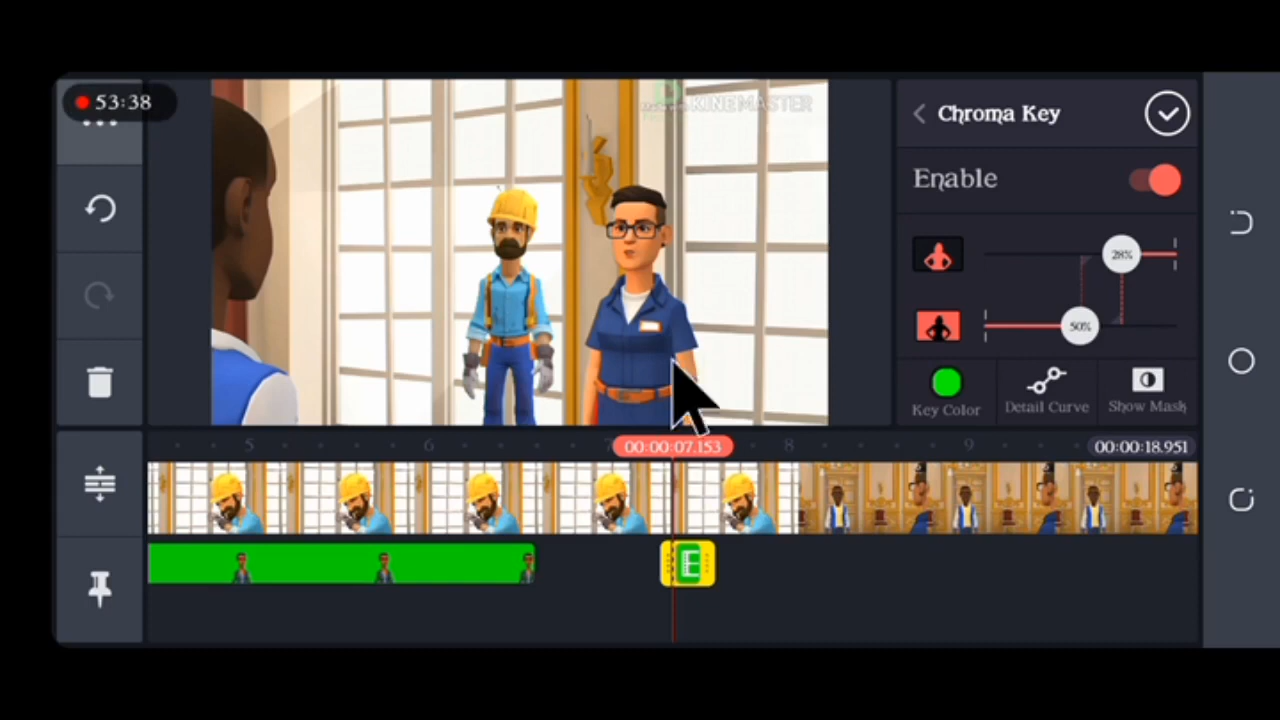 53:38
KINEMASTER
Chroma Key
Enable
28%
50%
Key Color
Detail Curve
Show Mask
5
6
7
00:00:07.153
8
9
00:00:18.951